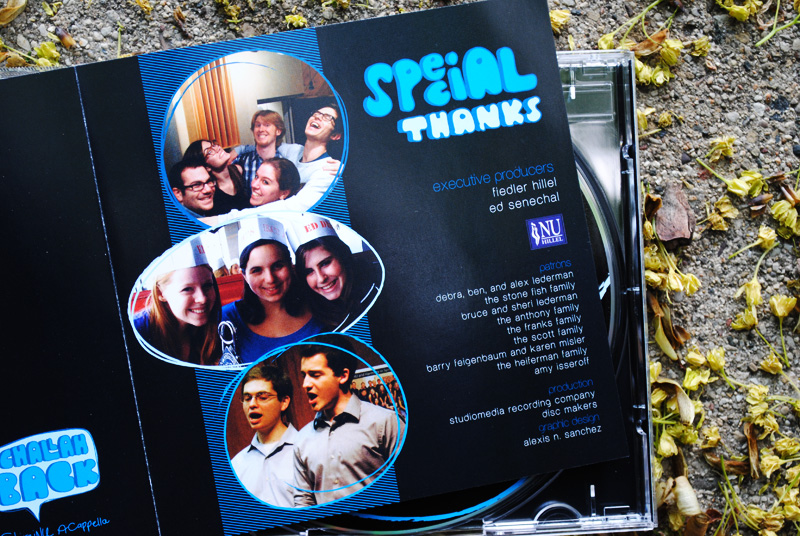 SPECIAL
THANKS
executive producers
fiedler hillel
ed senechal
NU
HILLEL
patrons
debra, ben, and alex lederman
the stone fish family
bruce and sheri lederman
the anthony family
the franks family
the scott family
barry feigenbaum and karen misler
the heiferman family
amy isseroff
production
studiomedia recording company
disc makers
graphic design
alexis n. sanchez
CHALLAH
BACK
A Cappella